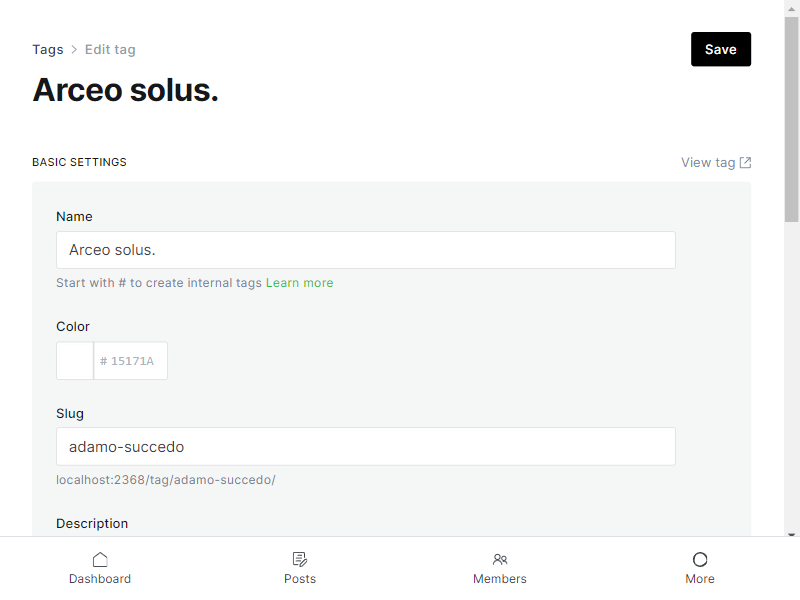 Tags > Edit tag
Save
Arceo solus.
BASIC SETTINGS
View tag
Name
Arceo solus.
Start with # to create internal tags Learn more
Color
# 15171A
Slug
adamo-succedo
localhost:2368/tag/adamo-succedo/
Description
Dashboard
Posts
Members
More